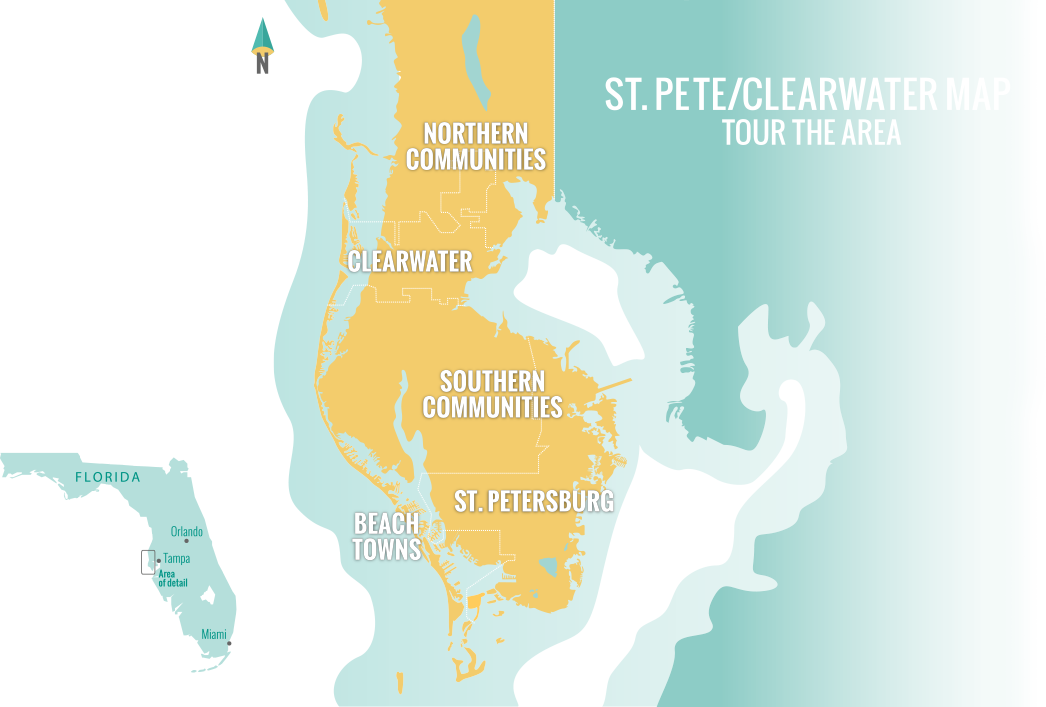 N
ST. PETE/CLEARWATER MAP
TOUR THE AREA
NORTHERN
COMMUNITIES
CLEARWATER
SOUTHERN
COMMUNITIES
ST. PETERSBURG
BEACH
TOWNS
FLORIDA
Orlando
Tampa
Area
of detail
Miami